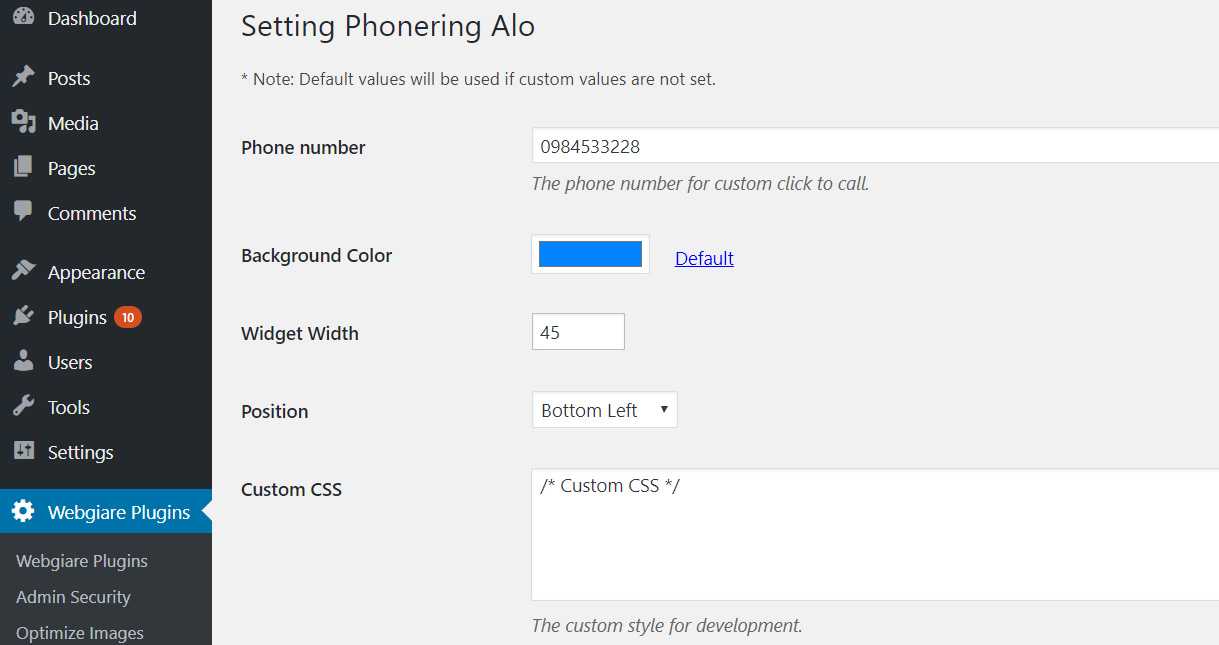 Dashboard
Posts
Media
Pages
Comments
Appearance
Plugins 10
Users
Tools
Settings
Webgiare Plugins
Webgiare Plugins
Admin Security
Optimize Images
Setting Phonering Alo
* Note: Default values will be used if custom values are not set.
Phone number
0984533228
The phone number for custom click to call.
Background Color
Default
Widget Width
45
Position
Bottom Left
Custom CSS
/* Custom CSS */
The custom style for development.